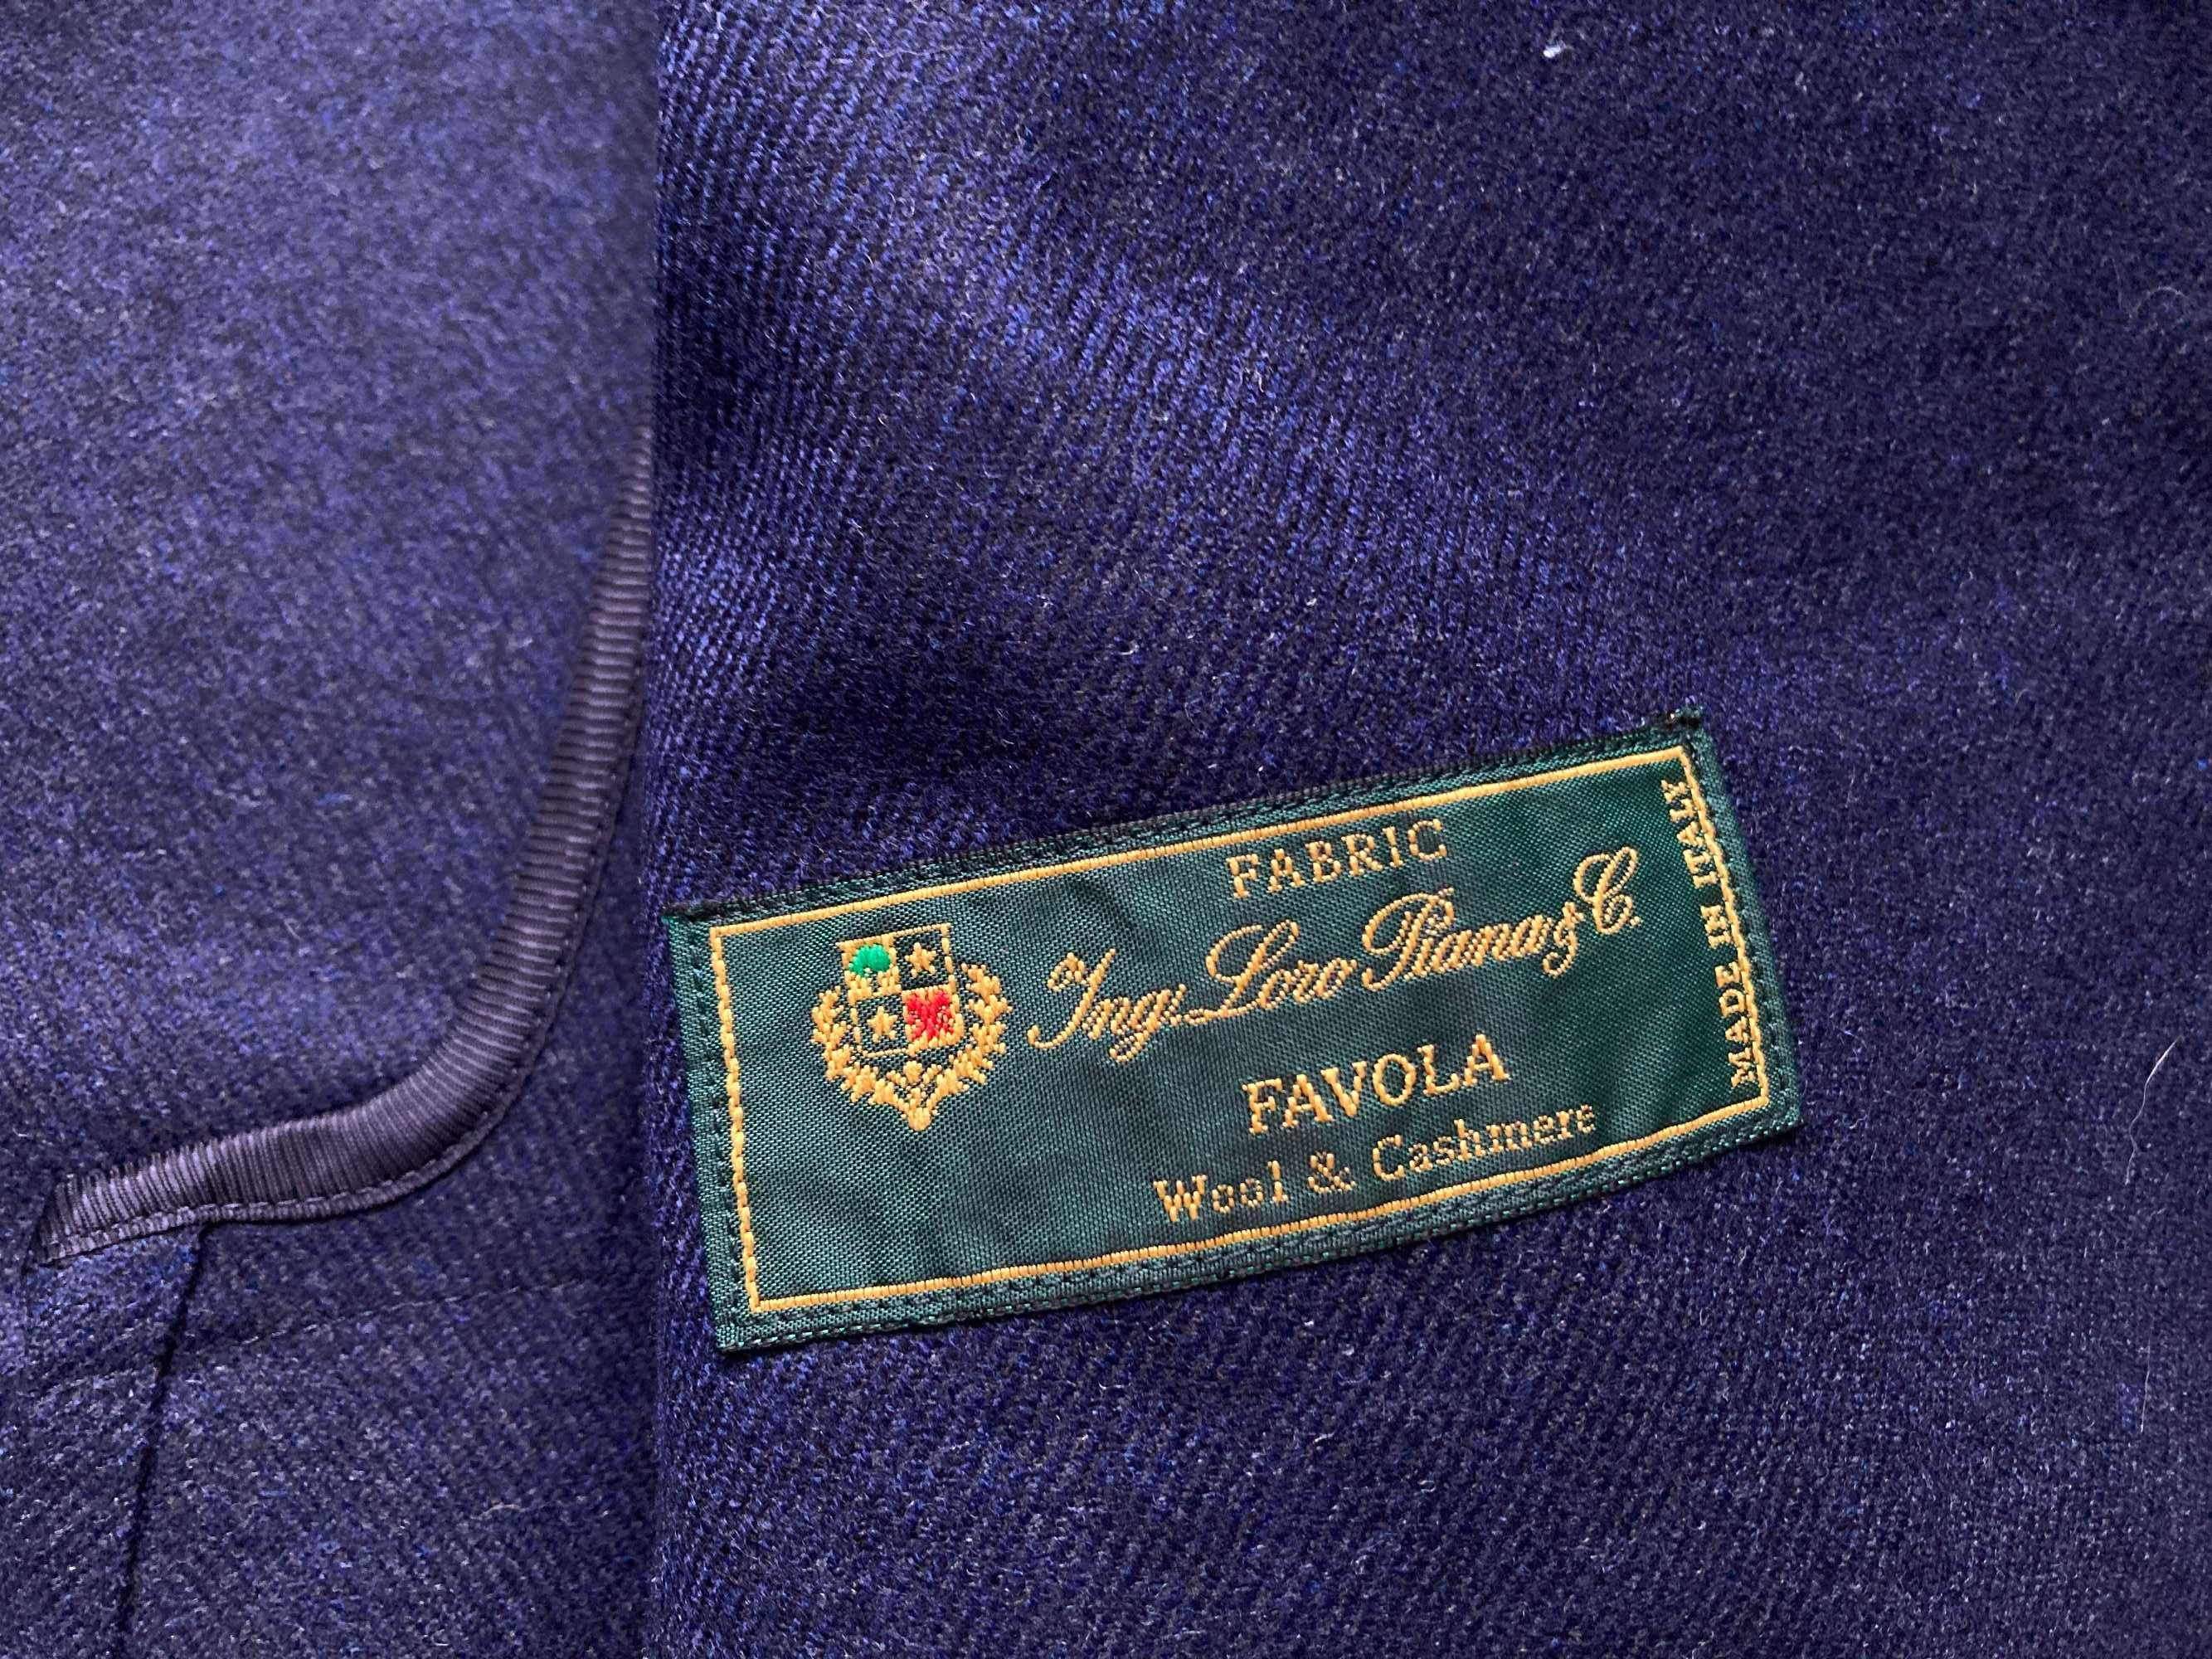 FABRIC
Ing. Loro Piana & C.
FAVOLA
Wool & Cashmere
MADE IN ITALY